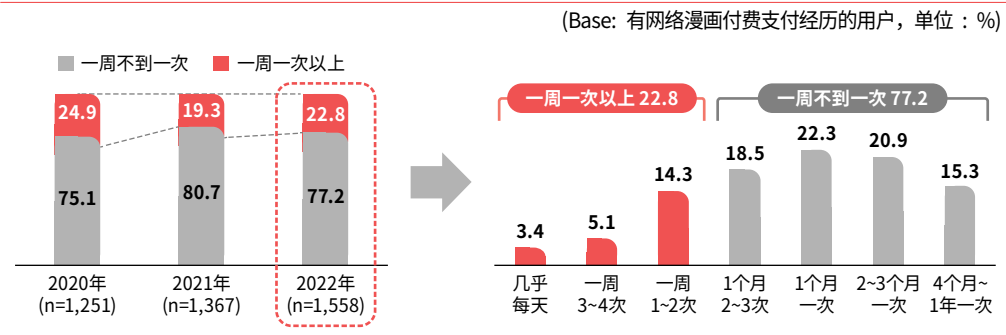 (Base: 有网络漫画付费支付经历的用户，单位 : %)
一周不到一次 一周一次以上
24.9 19.3 22.8
75.1 80.7 77.2
2020年 2021年 2022年
(n=1,251) (n=1,367) (n=1,558)
一周一次以上 22.8 一周不到一次 77.2
3.4 5.1 14.3 18.5 22.3 20.9 15.3
几乎 一周 一周 1个月 1个月 2~3个月 4个月~
每天 3~4次 1~2次 2~3次 一次 一次 1年一次